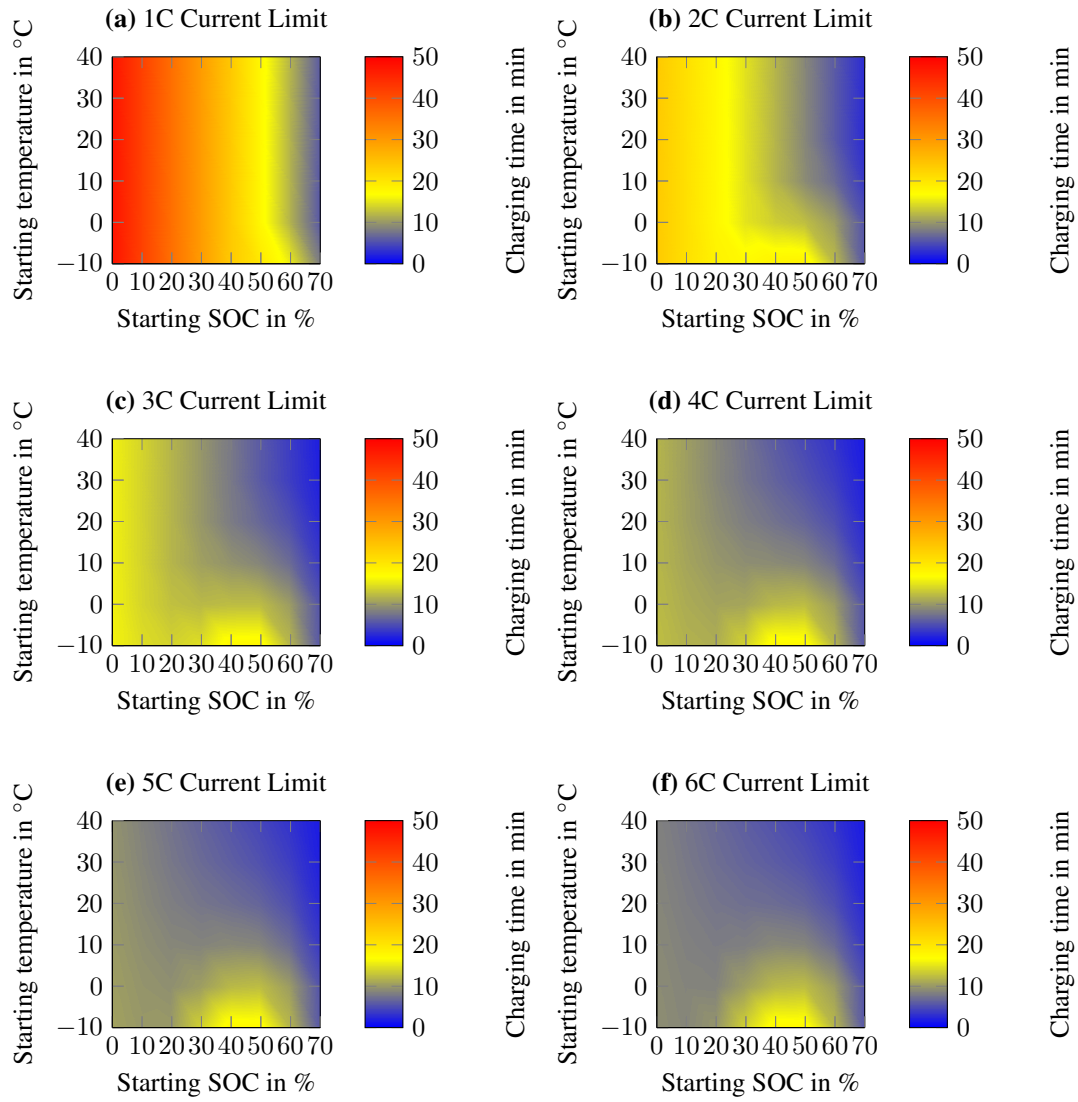 (a) 1C Current Limit
Starting temperature in °C
40
30
20
10
0
−10
0 10 20 30 40 50 60 70
Starting SOC in %
50
40
30
20
10
0
Charging time in min
(b) 2C Current Limit
Starting temperature in °C
40
30
20
10
0
−10
0 10 20 30 40 50 60 70
Starting SOC in %
50
40
30
20
10
0
Charging time in min
(c) 3C Current Limit
Starting temperature in °C
40
30
20
10
0
−10
0 10 20 30 40 50 60 70
Starting SOC in %
50
40
30
20
10
0
Charging time in min
(d) 4C Current Limit
Starting temperature in °C
40
30
20
10
0
−10
0 10 20 30 40 50 60 70
Starting SOC in %
50
40
30
20
10
0
Charging time in min
(e) 5C Current Limit
Starting temperature in °C
40
30
20
10
0
−10
0 10 20 30 40 50 60 70
Starting SOC in %
50
40
30
20
10
0
Charging time in min
(f) 6C Current Limit
Starting temperature in °C
40
30
20
10
0
−10
0 10 20 30 40 50 60 70
Starting SOC in %
50
40
30
20
10
0
Charging time in min